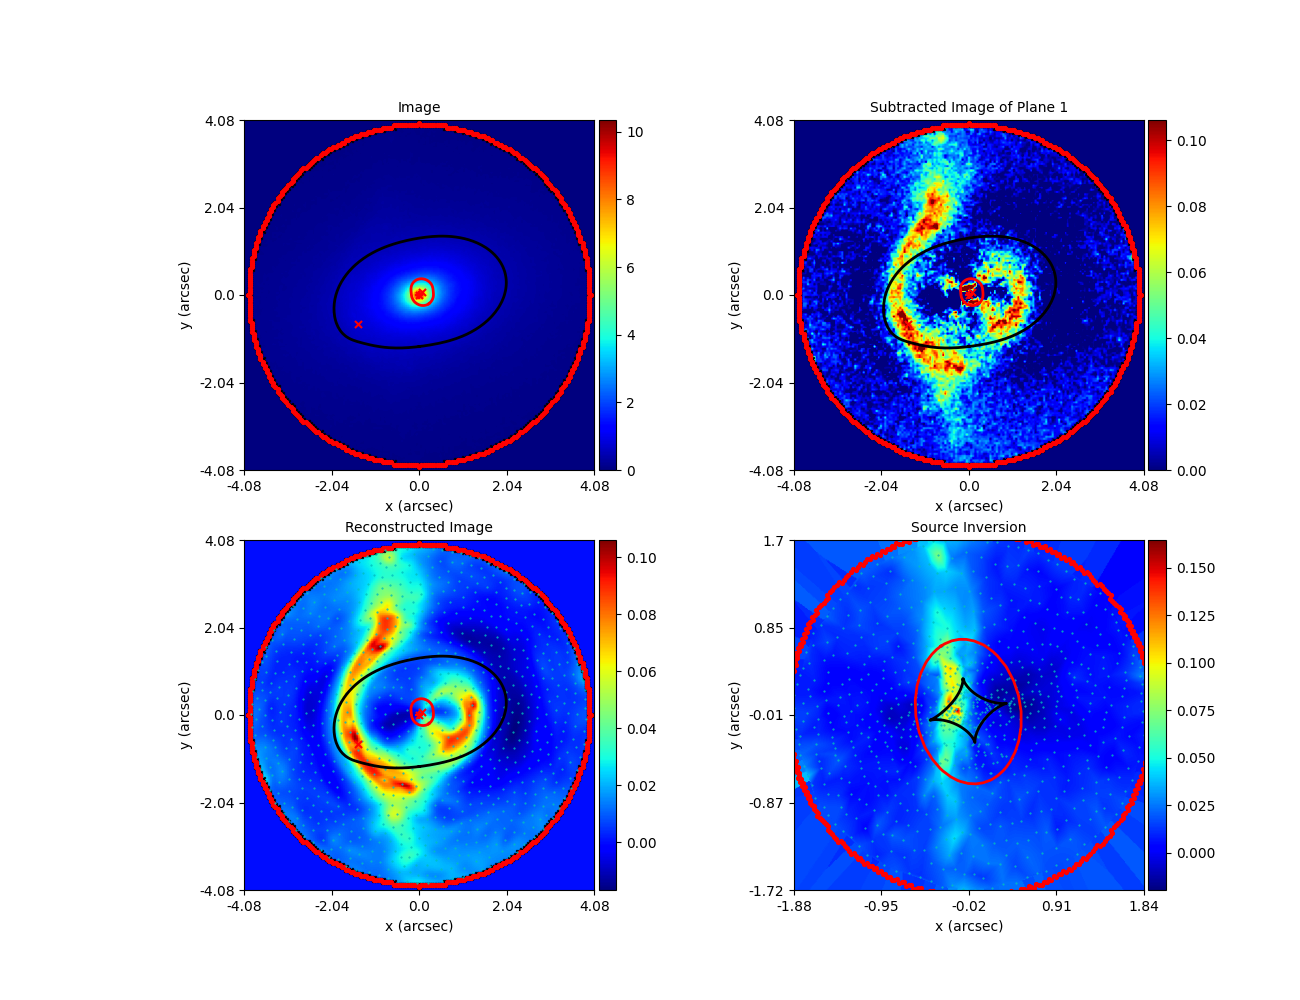 Image
4.08
2.04
0.0
-2.04
-4.08
y (arcsec)
-4.08 -2.04 0.0 2.04 4.08
x (arcsec)
10
8
6
4
2
0
Subtracted Image of Plane 1
4.08
2.04
0.0
-2.04
-4.08
y (arcsec)
-4.08 -2.04 0.0 2.04 4.08
x (arcsec)
0.10
0.08
0.06
0.04
0.02
0.00
Reconstructed Image
4.08
2.04
0.0
-2.04
-4.08
y (arcsec)
-4.08 -2.04 0.0 2.04 4.08
x (arcsec)
0.10
0.08
0.06
0.04
0.02
0.00
Source Inversion
1.7
0.85
-0.01
-0.87
-1.72
y (arcsec)
-1.88 -0.95 -0.02 0.91 1.84
x (arcsec)
0.150
0.125
0.100
0.075
0.050
0.025
0.000